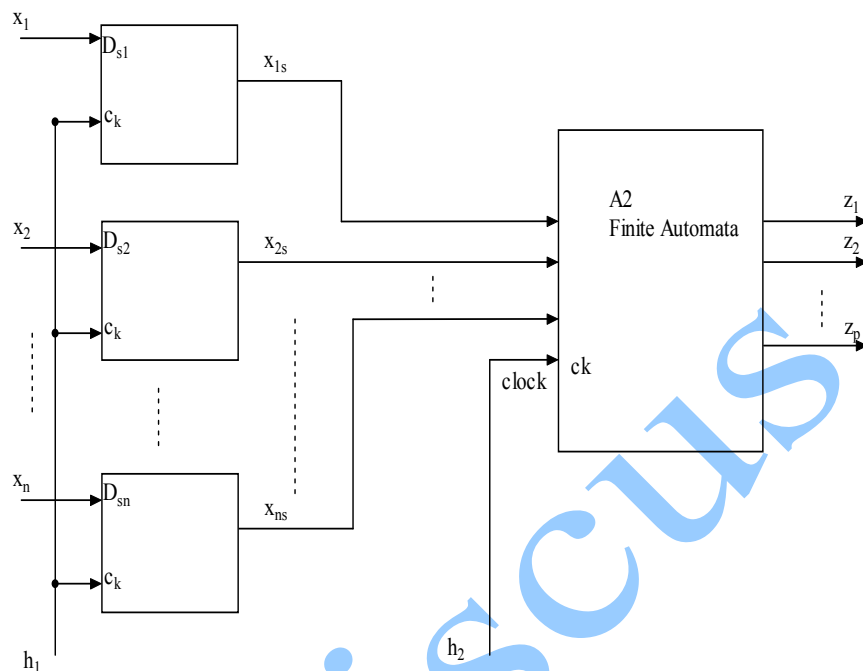 x1
Ds1
x1s
ck
A2
Finite Automata
z1
x2
Ds2
x2s
z2
ck
zp
clock
ck
xn
Dsn
xns
ck
h1
h2
iscus